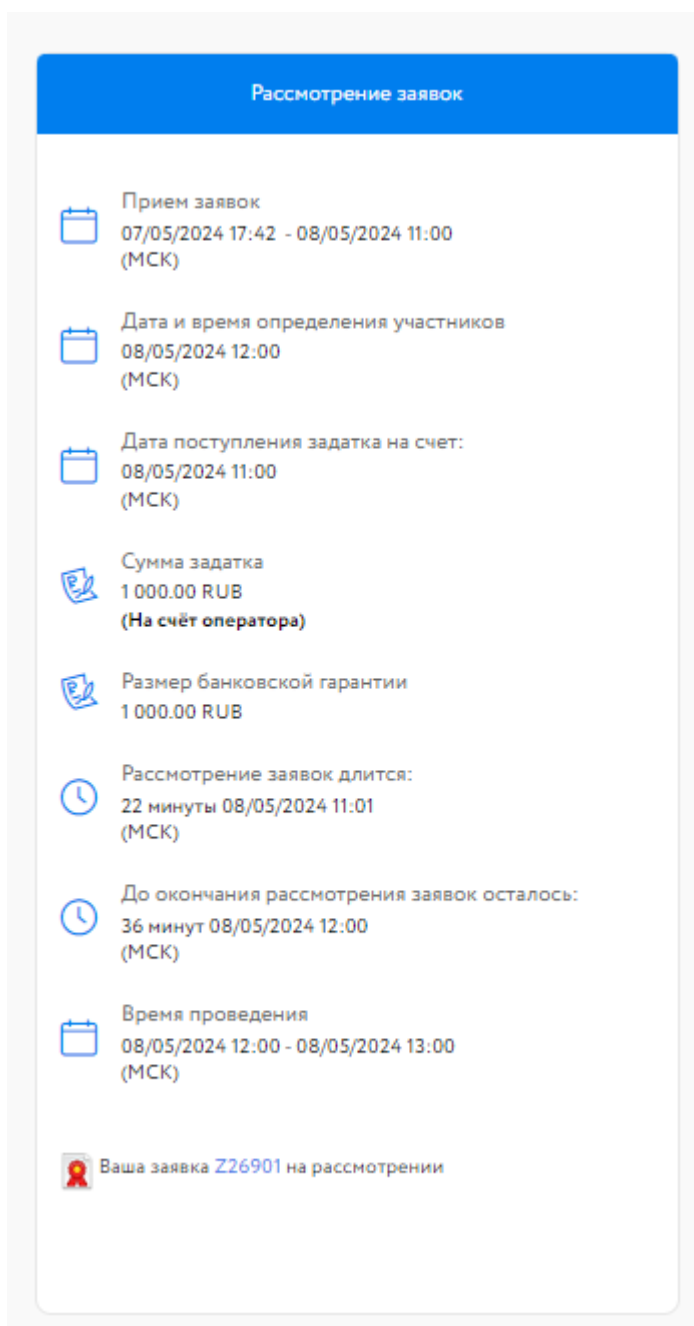 Рассмотрение заявок
Прием заявок
07/05/2024 17:42 - 08/05/2024 11:00
(МСК)
Дата и время определения участников
08/05/2024 12:00
(МСК)
Дата поступления задатка на счет:
08/05/2024 11:00
(МСК)
Сумма задатка
1 000.00 RUB
(На счёт оператора)
Размер банковской гарантии
1 000.00 RUB
Рассмотрение заявок длится:
22 минуты 08/05/2024 11:01
(МСК)
До окончания рассмотрения заявок осталось:
36 минут 08/05/2024 12:00
(МСК)
Время проведения
08/05/2024 12:00 - 08/05/2024 13:00
(МСК)
Ваша заявка Z26901 на рассмотрении